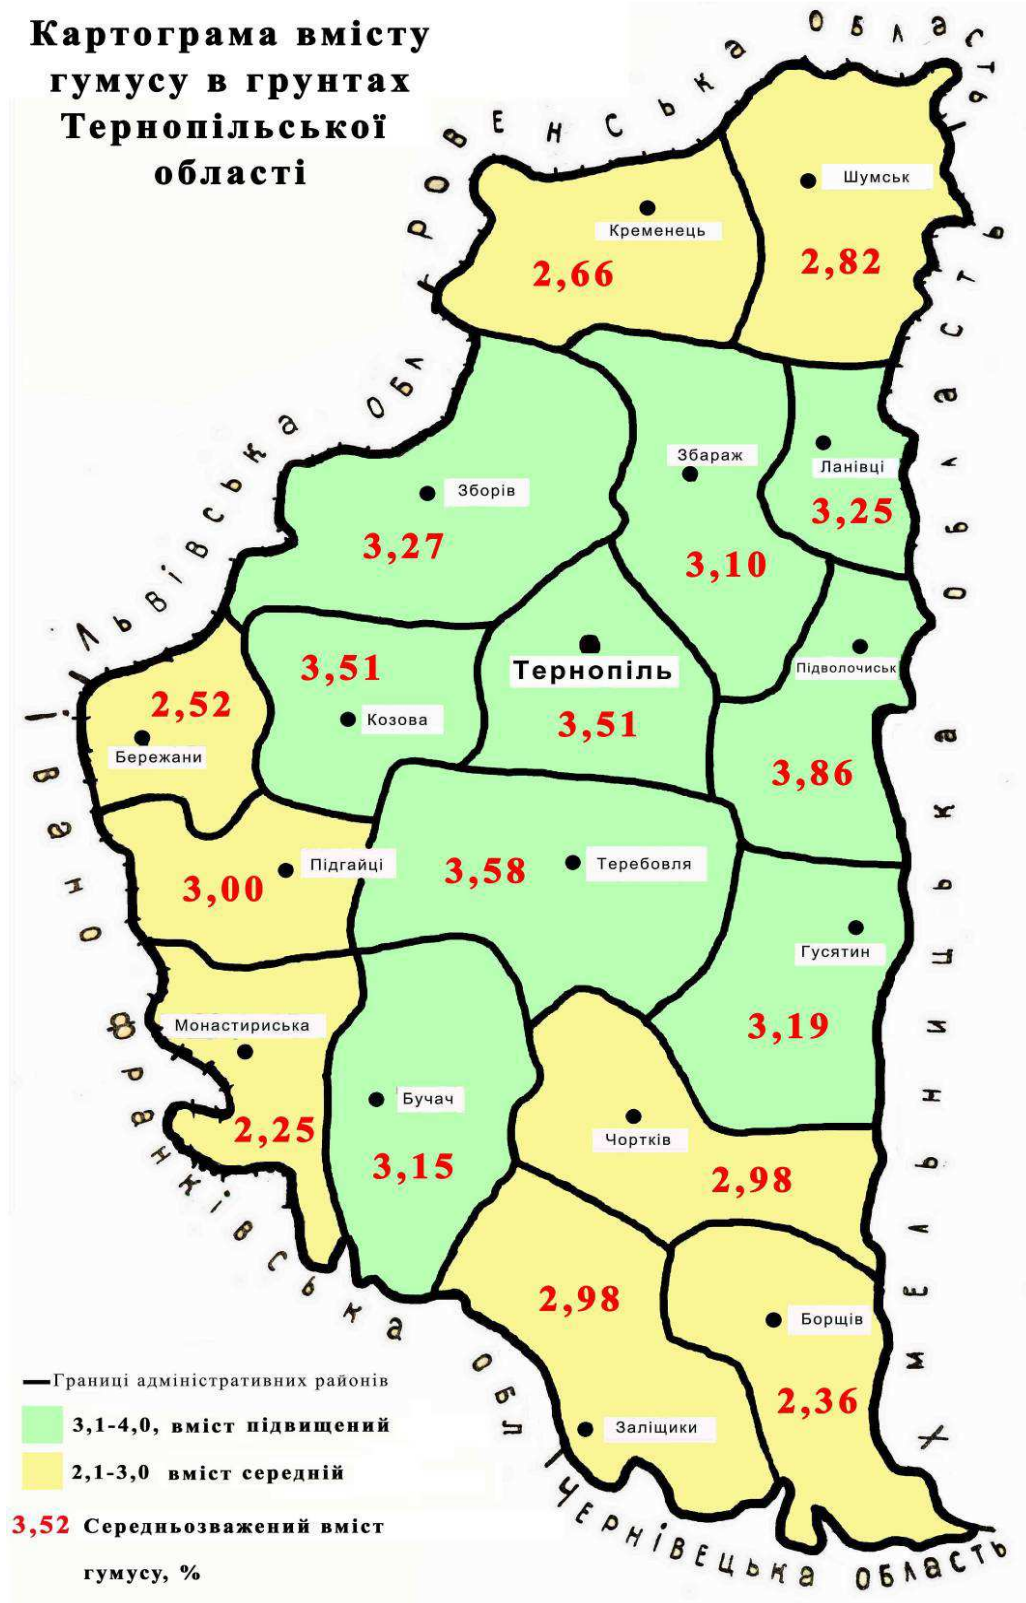 Картограма вмісту
гумусу в грунтах
Тернопільської
області
РОВЕНСЬКА ОБЛАСТЬ
Шумськ
Кременець
2,82
2,66
ЛЬВІВСЬКА ОБЛ
ХМЕЛЬНИЦЬКА ОБЛАСТЬ
Ланівці
Збараж
Зборів
3,25
3,27
3,10
Тернопіль
Підволочиськ
3,51
2,52
Козова
3,51
Бережани
3,86
Підгайці
Теребовля
3,58
3,00
Гусятин
3,19
Монастириська
Бучач
2,25
Чортків
3,15
2,98
ІВАНО ФРАНКІВСЬКА ОБЛ
2,98
Борщів
2,36
Заліщики
ЧЕРНІВЕЦЬКА ОБЛАСТЬ
Границі адміністративних районів
3,1-4,0, вміст підвищений
2,1-3,0 вміст середній
3,52 Середньозважений вміст
гумусу, %